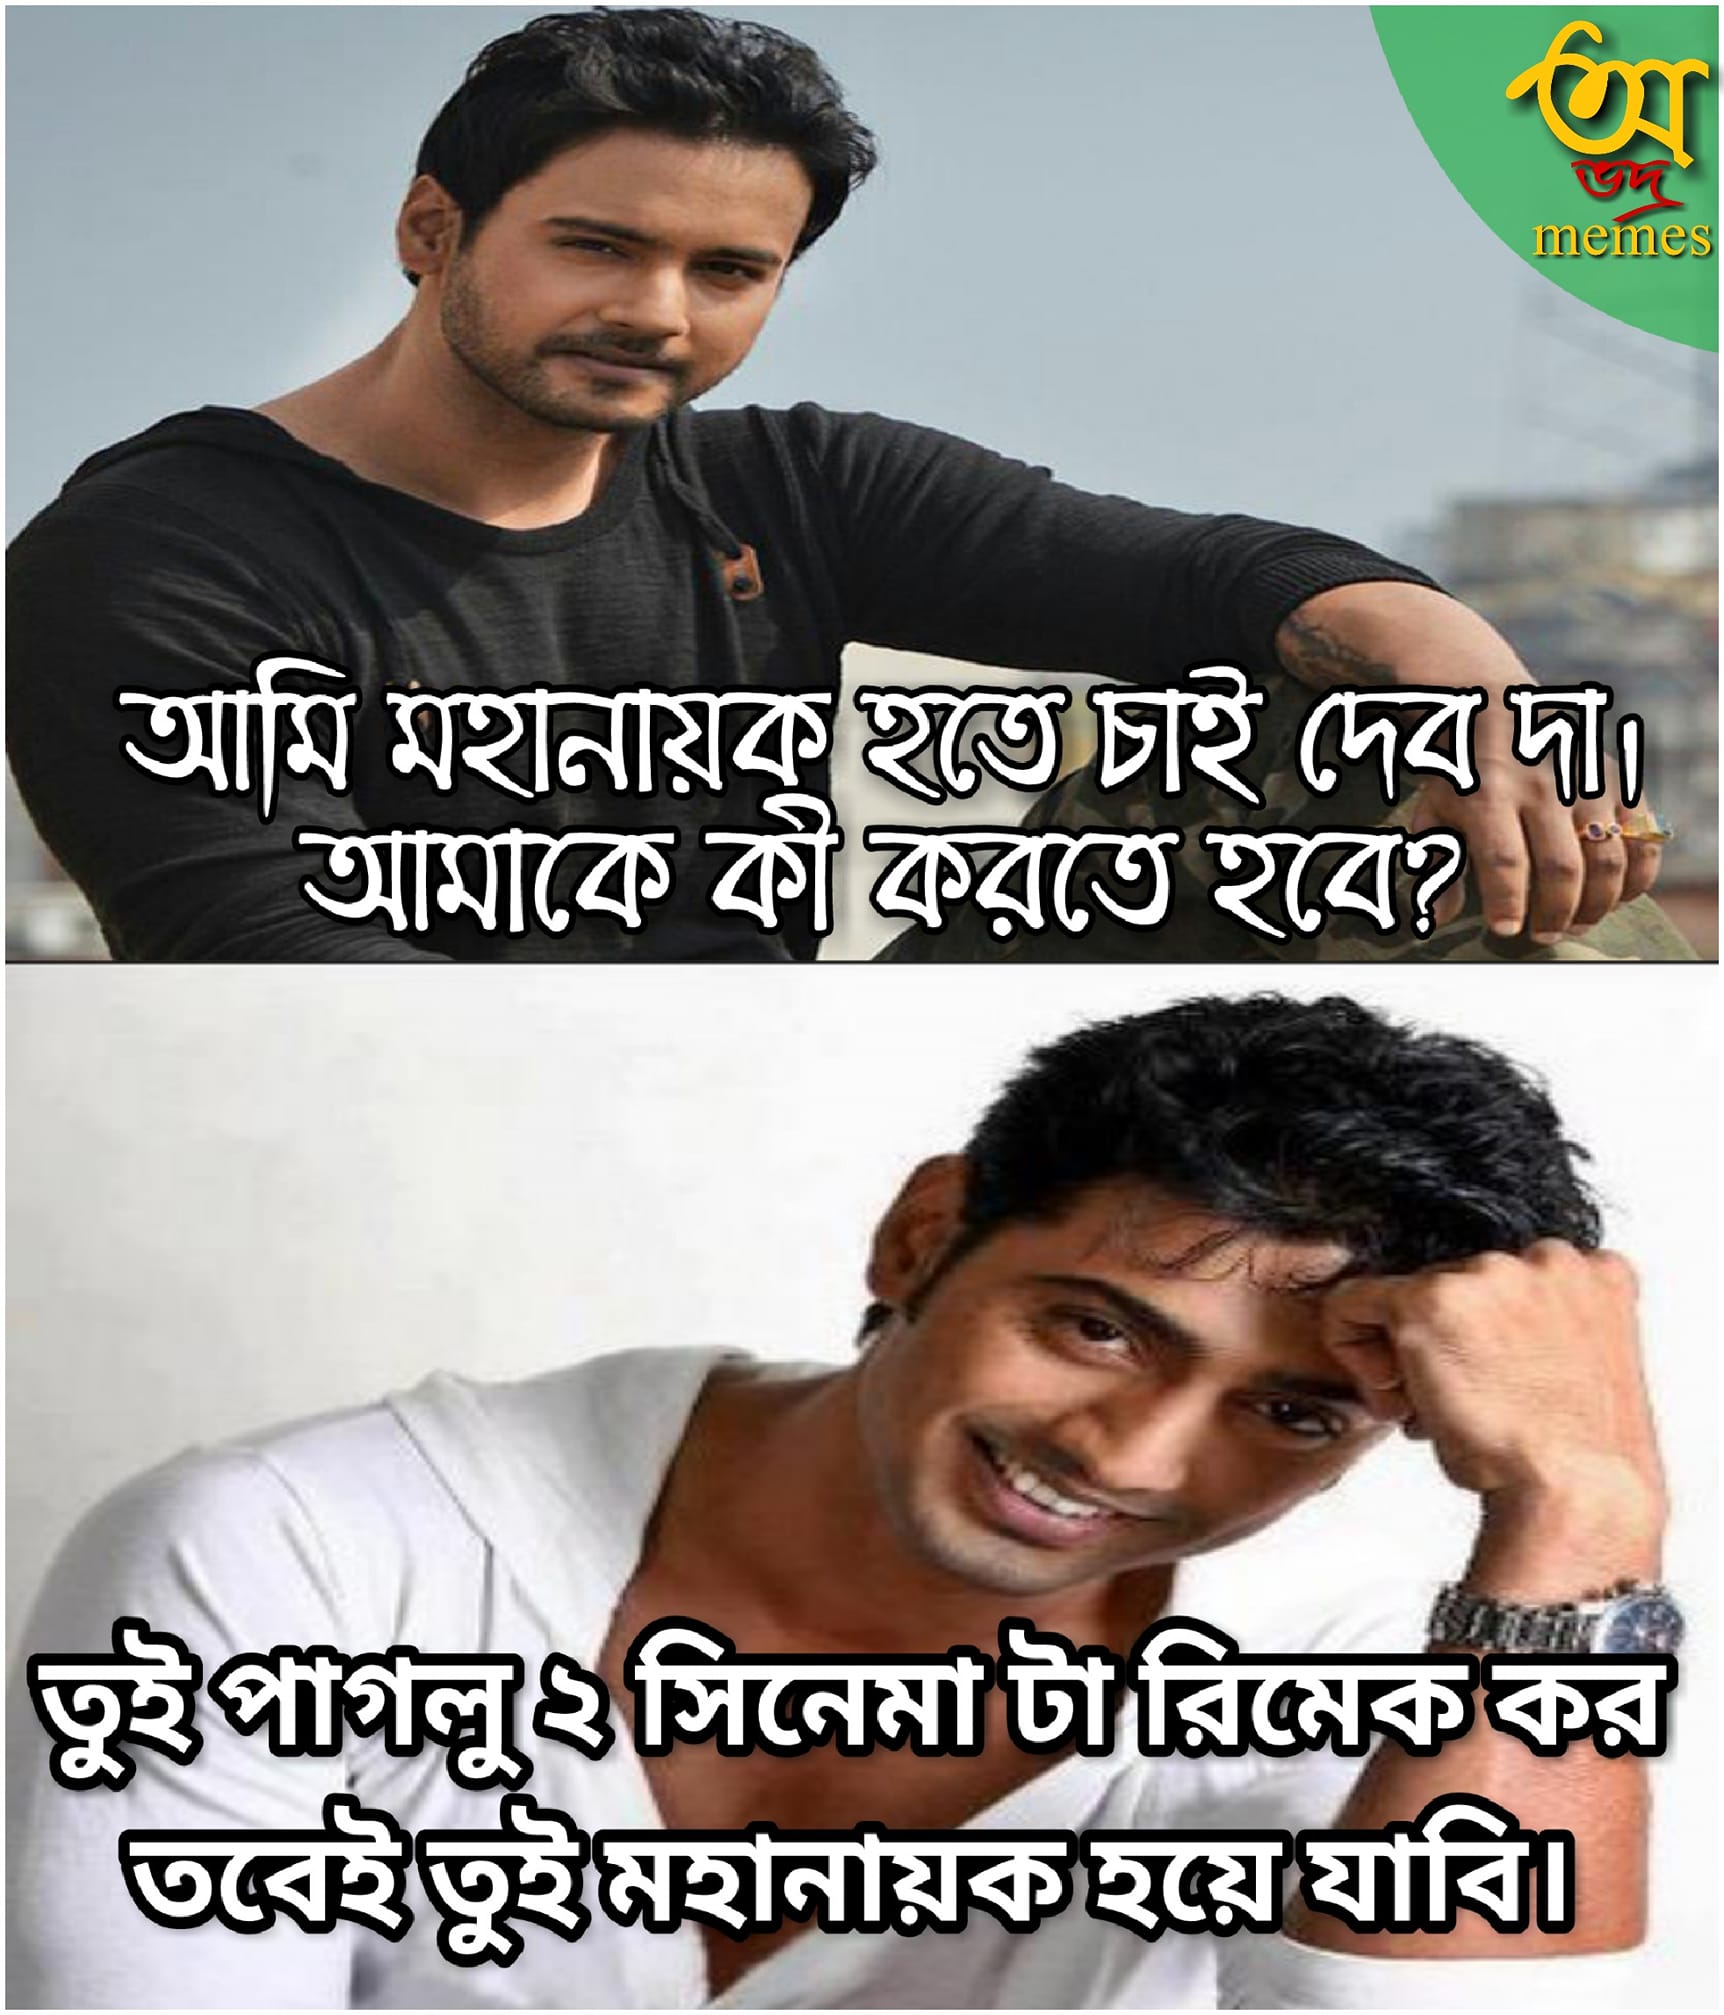 অ
ভদ্র
memes
আমি মহানায়ক হতে চাই দেব দা।
আমাকে কী করতে হবে?
তুই পাগলু ২ সিনেমা টা রিমেক কর
তবেই তুই মহানায়ক হয়ে যাবি।